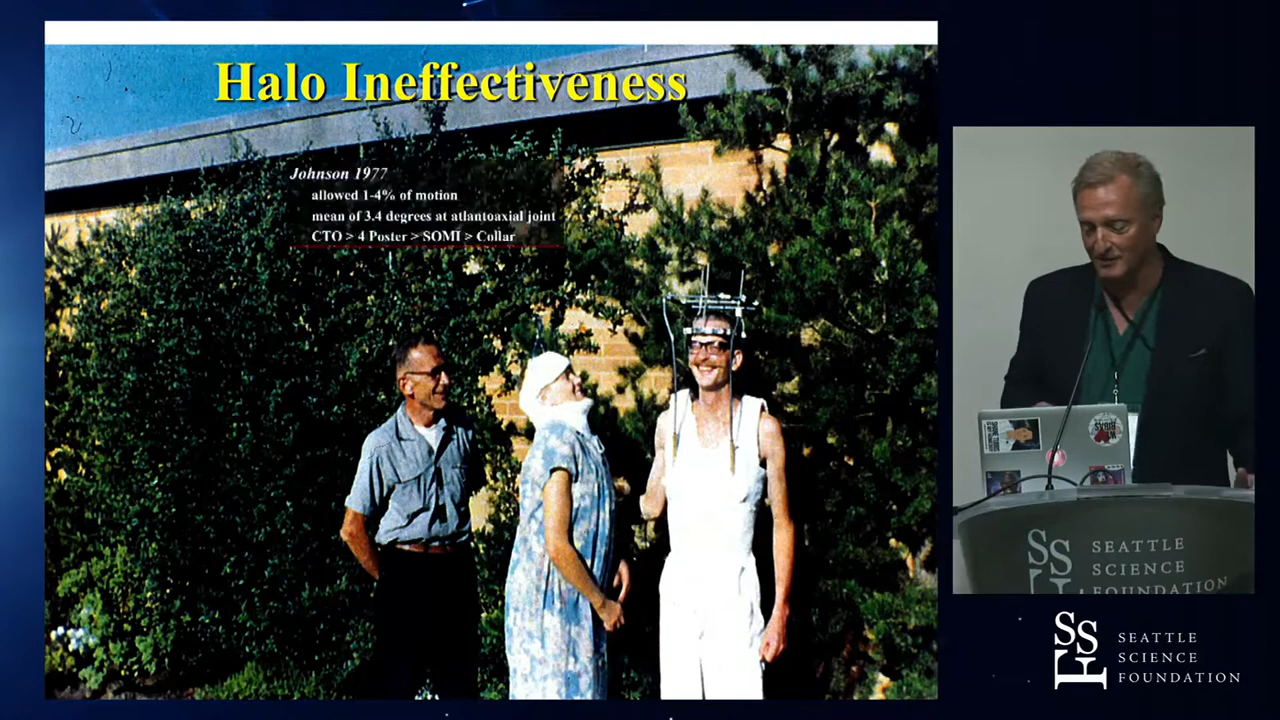 Halo Ineffectiveness
Johnson 1977
allowed 1-4% of motion
mean of 3.4 degrees at atlantoaxial joint
CTO > 4 Poster > SOMI > Collar
SEATTLE
SCIENCE
FOUNDATION
SSF
SEATTLE
SCIENCE
FOUNDATION